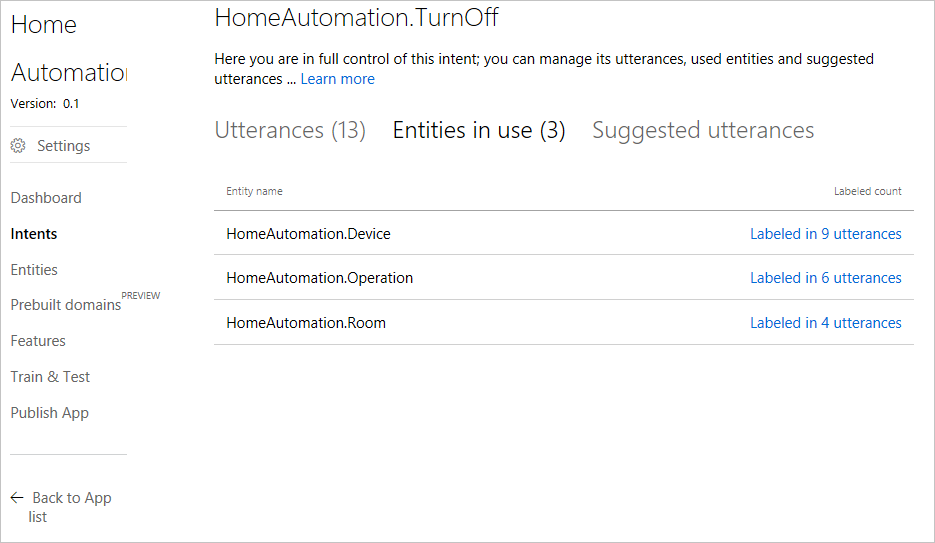 Home
Automation
Version: 0.1
Settings
Dashboard
Intents
Entities
Prebuilt domains PREVIEW
Features
Train & Test
Publish App
← Back to App
list
HomeAutomation.TurnOff
Here you are in full control of this intent; you can manage its utterances, used entities and suggested
utterances ... Learn more
Utterances (13) Entities in use (3) Suggested utterances
Entity name Labeled count
HomeAutomation.Device Labeled in 9 utterances
HomeAutomation.Operation Labeled in 6 utterances
HomeAutomation.Room Labeled in 4 utterances